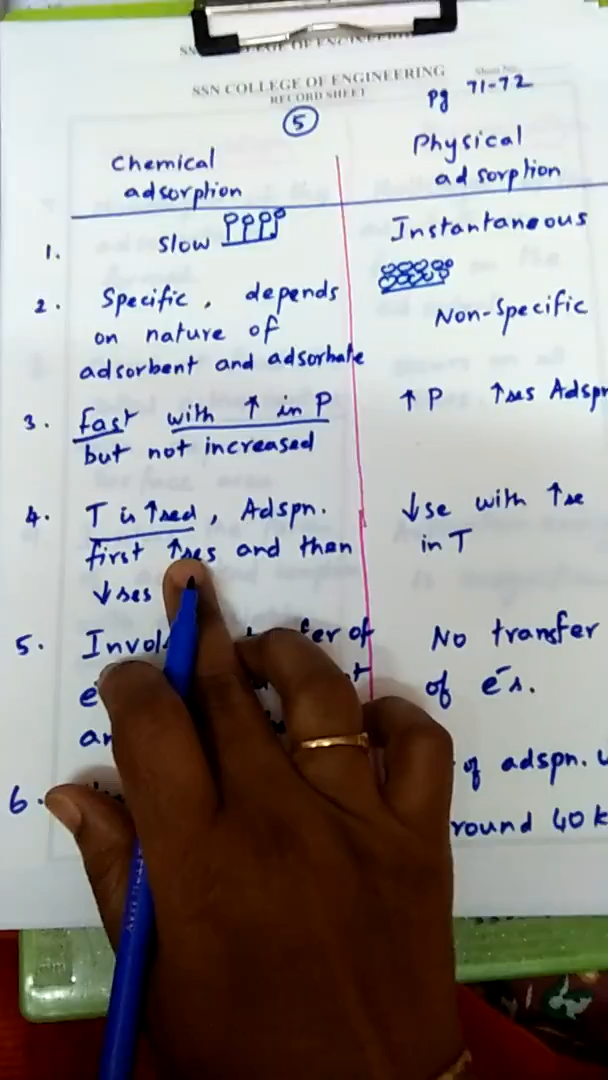 SSN COLLEGE OF ENGINEERING
RECORD SHEET
Pg 71-72
5
Chemical adsorption
Physical adsorption
1. Slow
Instantaneous
2. Specific, depends
on nature of
adsorbent and adsorbate
Non-Specific
3. fast with ↑ in P
but not increased
↑ P ↑ses Adspn
4. T is ↑sed, Adspn.
first ↑ses and then
↓ses
↓se with ↑se
in T
5. of
No transfer
of e⁻s.
6.
of adspn.
40 k